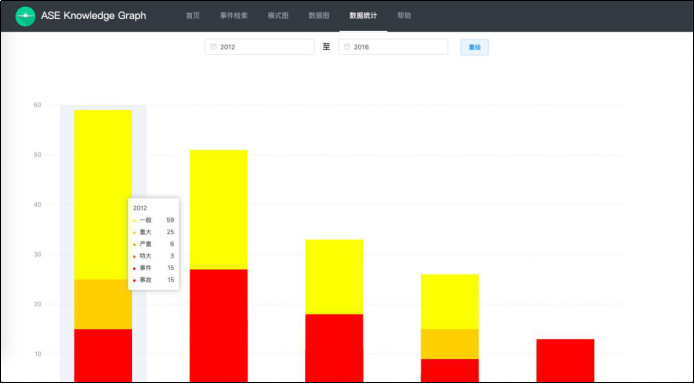 ASE Knowledge Graph 首页 事件检索 模式图 数据图 数据统计 帮助
2012 至 2016 重绘
60
50
40
30
20
10
2012
一般 59
重大 25
严重 6
特大 3
事件 15
事故 15